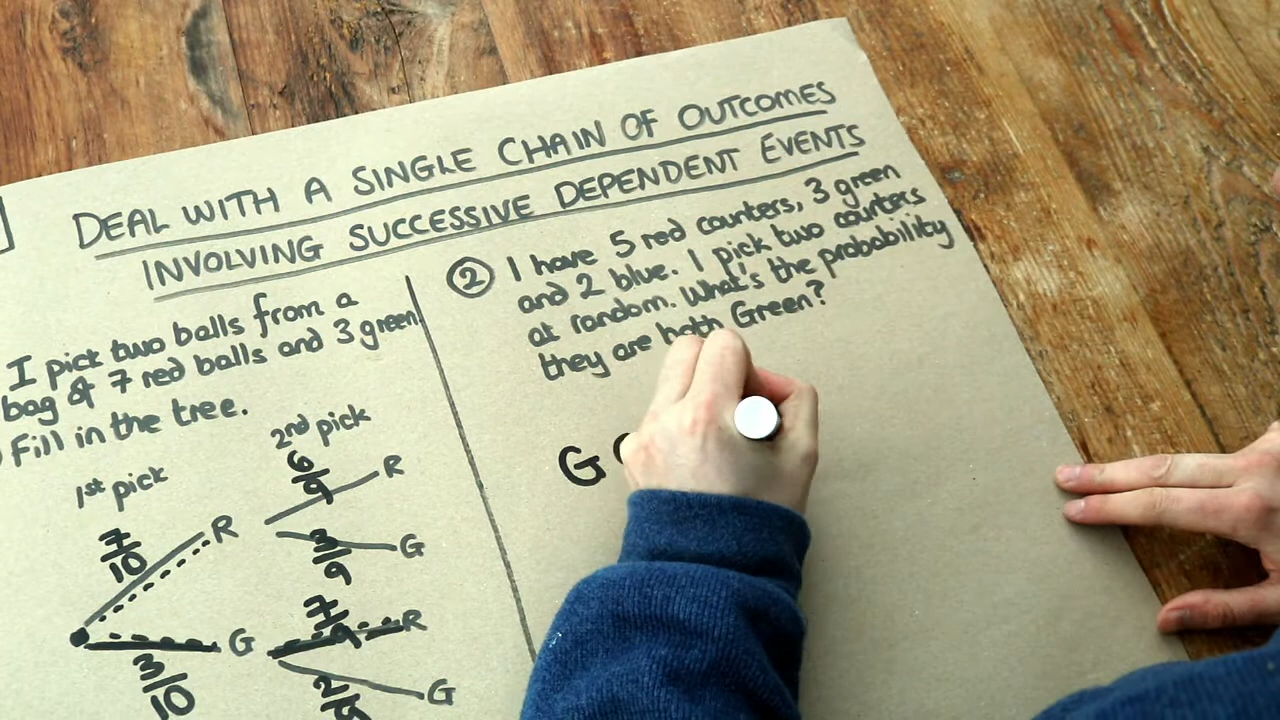 DEAL WITH A SINGLE CHAIN OF OUTCOMES
INVOLVING SUCCESSIVE DEPENDENT EVENTS
I pick two balls from a
bag of 7 red balls and 3 green.
Fill in the tree.
1st pick
2nd pick
7/10
R
3/10
G
6/9
R
3/9
G
7/9
R
2/9
G
② I have 5 red counters, 3 green
and 2 blue. I pick two counters
at random. What's the probability
they are both Green?
G